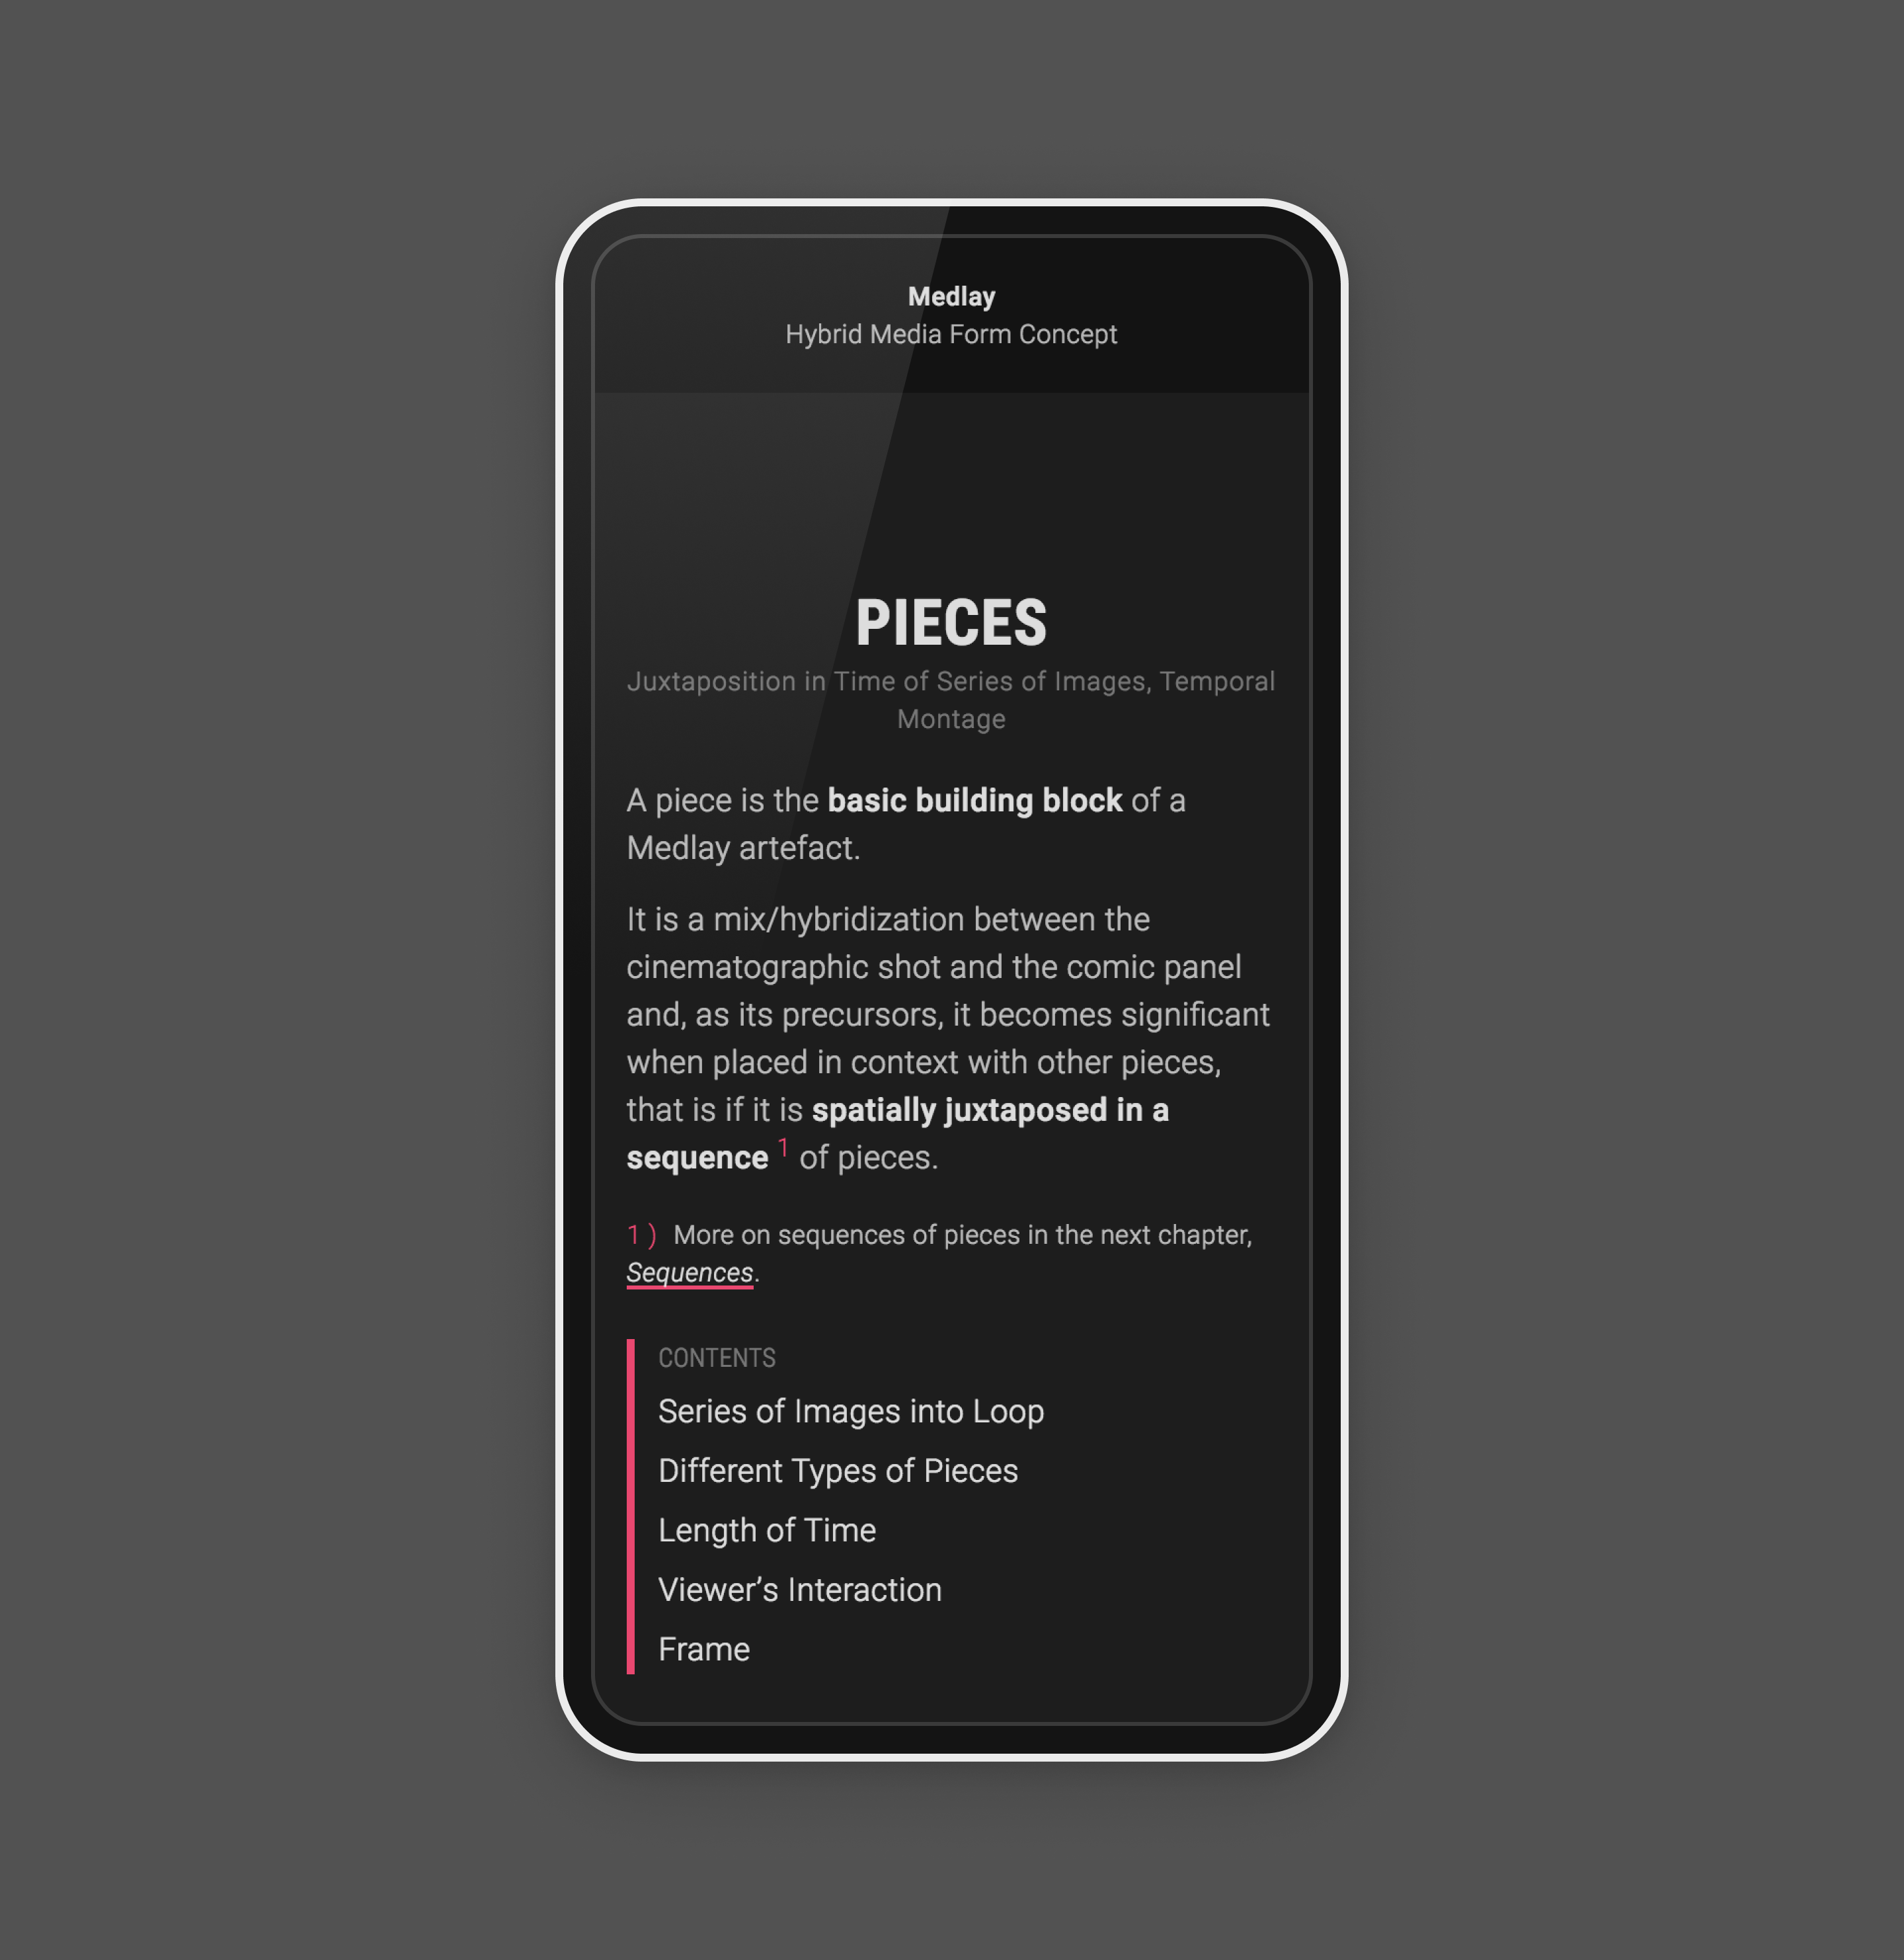 Medlay
Hybrid Media Form Concept
PIECES
Juxtaposition in Time of Series of Images, Temporal
Montage
A piece is the basic building block of a
Medlay artefact.
It is a mix/hybridization between the
cinematographic shot and the comic panel
and, as its precursors, it becomes significant
when placed in context with other pieces,
that is if it is spatially juxtaposed in a
sequence 1 of pieces.
1 ) More on sequences of pieces in the next chapter,
Sequences.
CONTENTS
Series of Images into Loop
Different Types of Pieces
Length of Time
Viewer’s Interaction
Frame